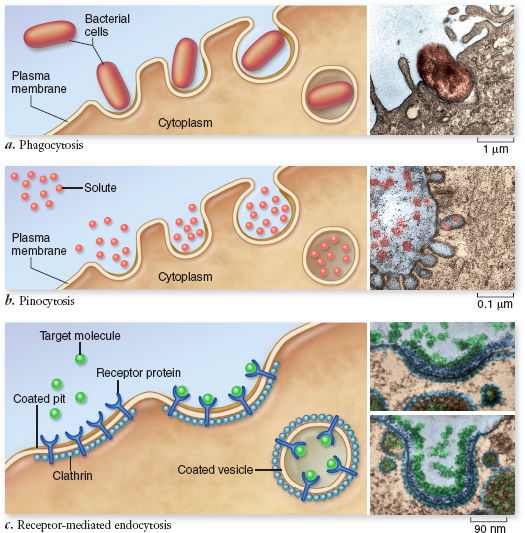 Bacterial
cells
Plasma
membrane
Cytoplasm
a. Phagocytosis
1 μm
Solute
Plasma
membrane
Cytoplasm
b. Pinocytosis
0.1 μm
Target molecule
Receptor protein
Coated pit
Clathrin
Coated vesicle
c. Receptor-mediated endocytosis
90 nm